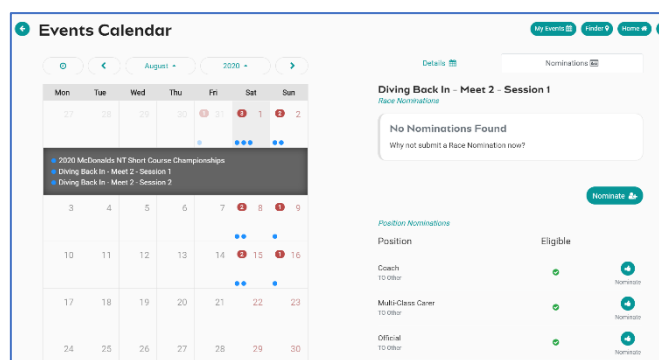 Events Calendar
My Events Finder Home
August 2020
Mon Tue Wed Thu Fri Sat Sun
27 28 29 30 1 31 3 1 2 2
2020 McDonalds NT Short Course Championships
Diving Back In - Meet 2 - Session 1
Diving Back In - Meet 2 - Session 2
3 4 5 6 7 2 8 1 9
10 11 12 13 14 2 15 1 16
17 18 19 20 21 22 23
24 25 26 27 28 29 30
Details Nominations
Diving Back In - Meet 2 - Session 1
Race Nominations
No Nominations Found
Why not submit a Race Nomination now?
Nominate
Position Nominations
Position Eligible
Coach
TO Other
Nominate
Multi-Class Carer
TO Other
Nominate
Official
TO Other
Nominate